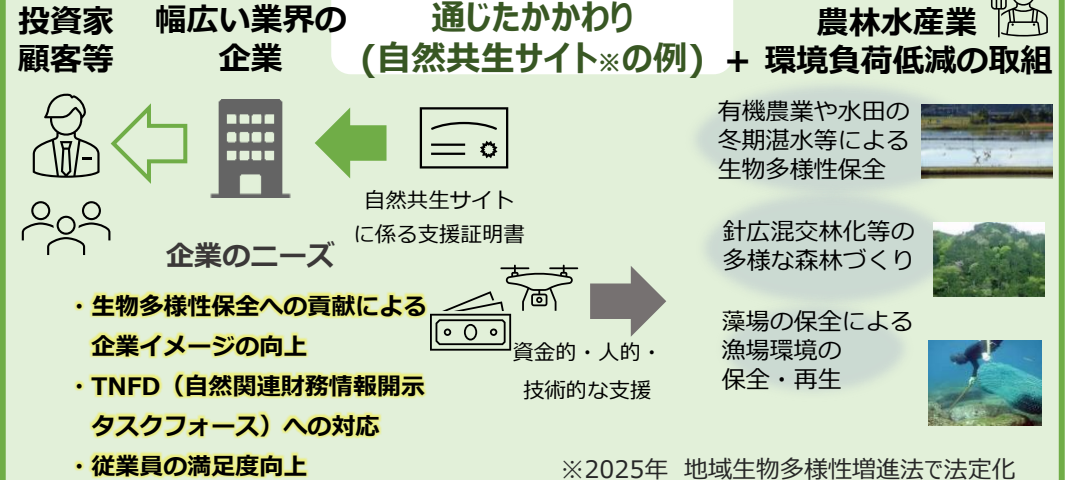 投資家
顧客等
幅広い業界の
企業
通じたかかわり
(自然共生サイト※の例)
農林水産業
+ 環境負荷低減の取組
自然共生サイト
に係る支援証明書
企業のニーズ
・生物多様性保全への貢献による
企業イメージの向上
・TNFD（自然関連財務情報開示
タスクフォース）への対応
・従業員の満足度向上
資金的・人的・
技術的な支援
有機農業や水田の
冬期湛水等による
生物多様性保全
針広混交林化等の
多様な森林づくり
藻場の保全による
漁場環境の
保全・再生
※2025年 地域生物多様性増進法で法定化